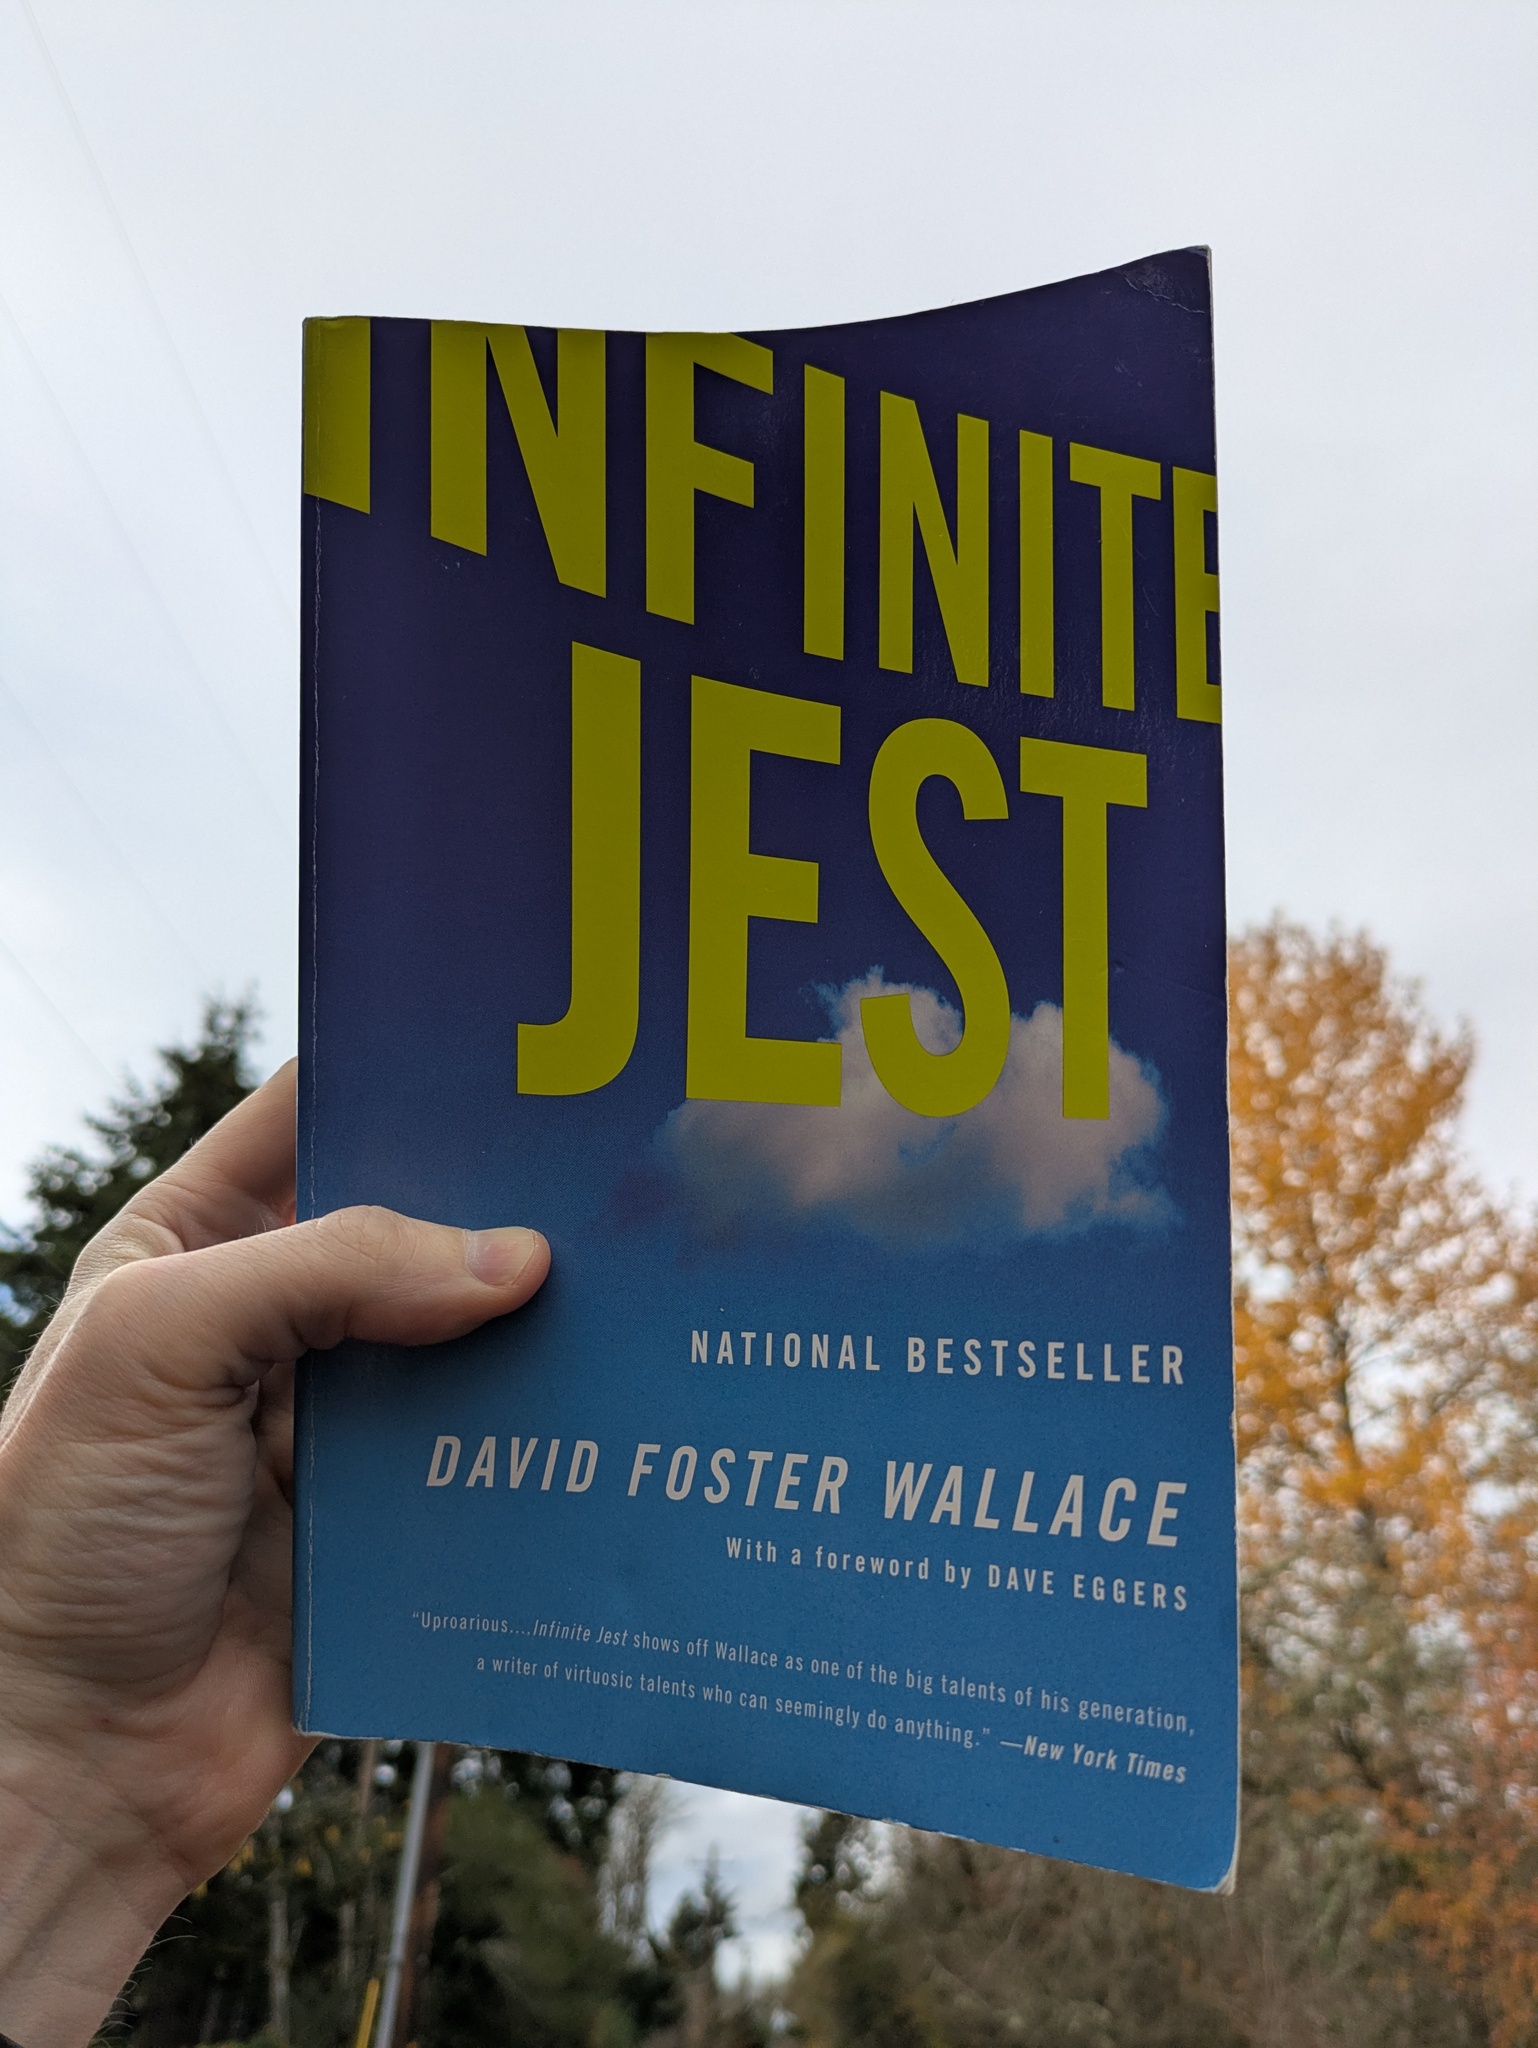 INFINITE
JEST
NATIONAL BESTSELLER
DAVID FOSTER WALLACE
With a foreword by DAVE EGGERS
“Uproarious....Infinite Jest shows off Wallace as one of the big talents of his generation,
a writer of virtuosic talents who can seemingly do anything.” —New York Times